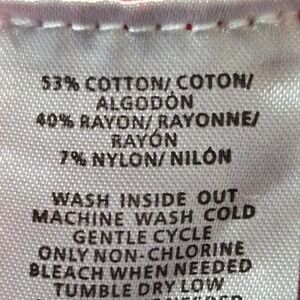 53% COTTON/ COTON/
ALGODÓN
40% RAYON/ RAYONNE/
RAYÓN
7% NYLON/ NILÓN
WASH INSIDE OUT
MACHINE WASH COLD
GENTLE CYCLE
ONLY NON-CHLORINE
BLEACH WHEN NEEDED
TUMBLE DRY LOW